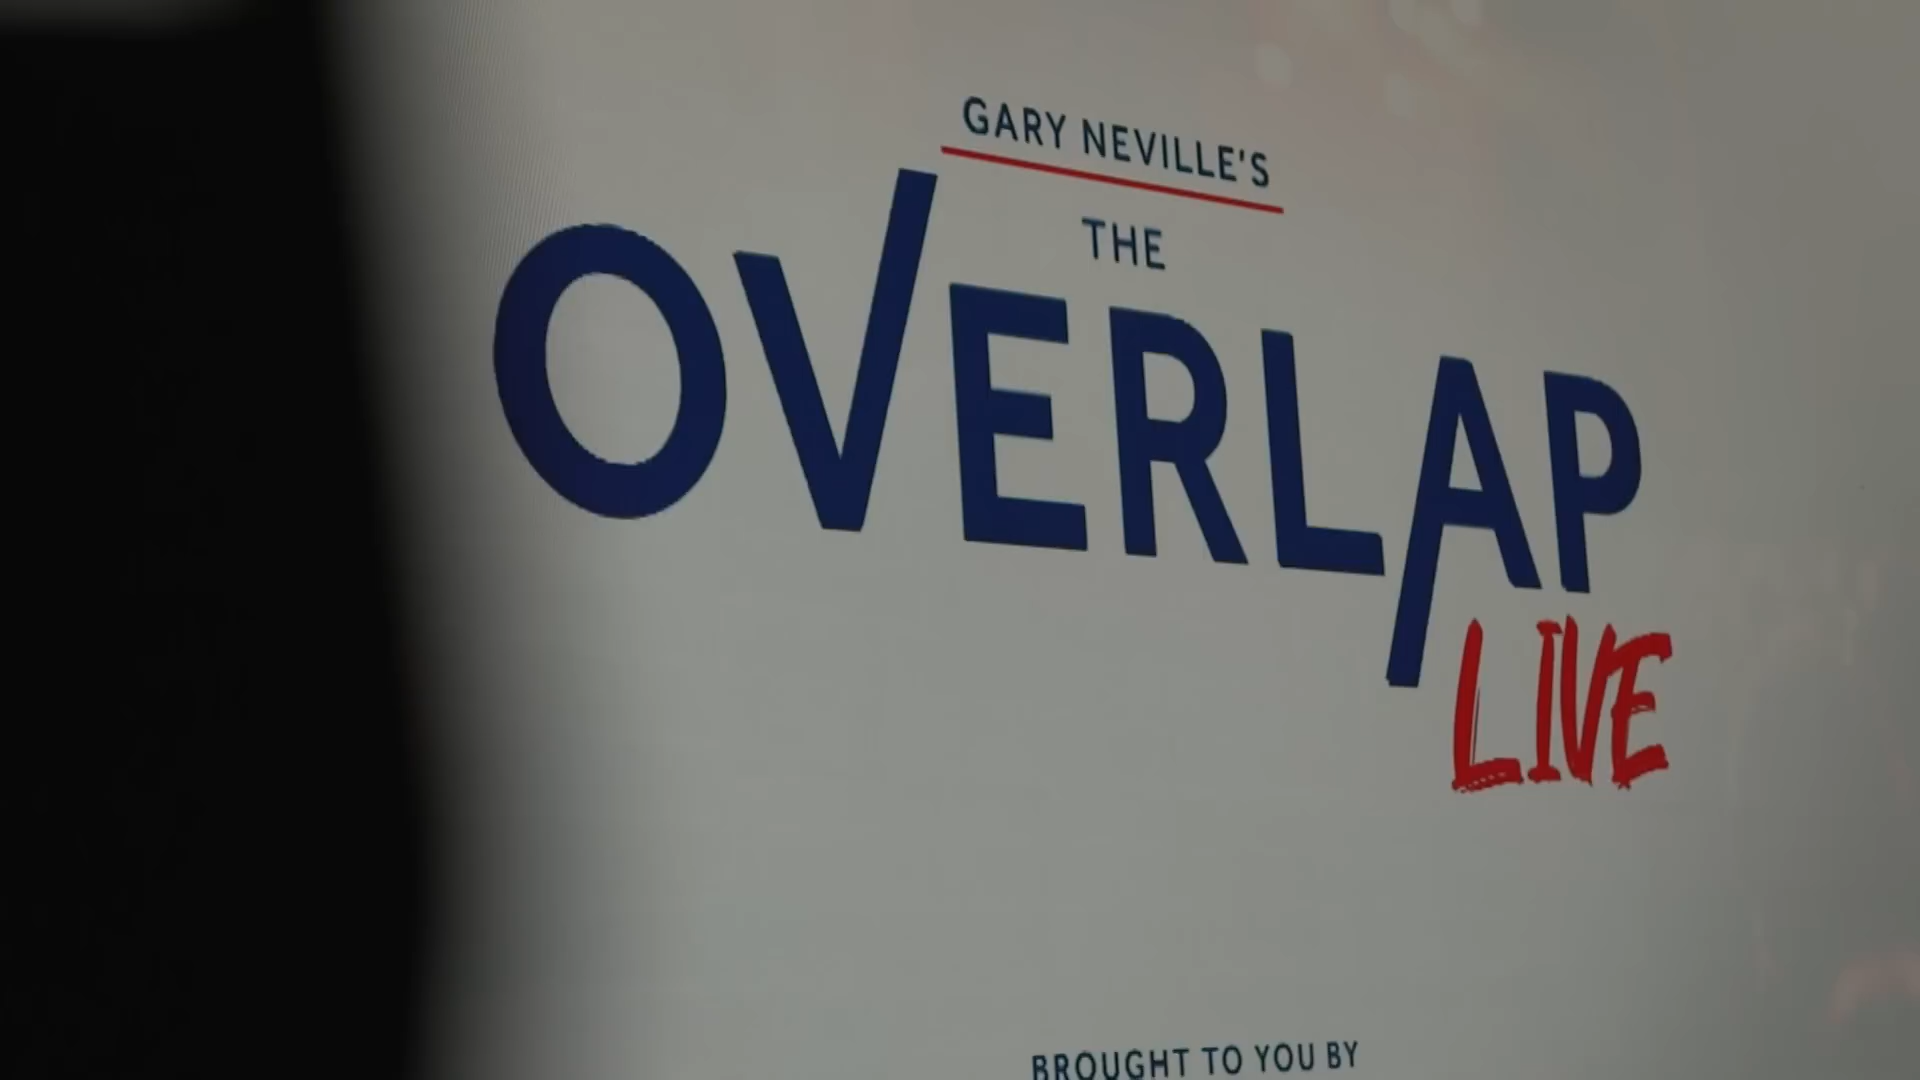 GARY NEVILLE'S
THE
OVERLAP
LIVE
BROUGHT TO YOU BY